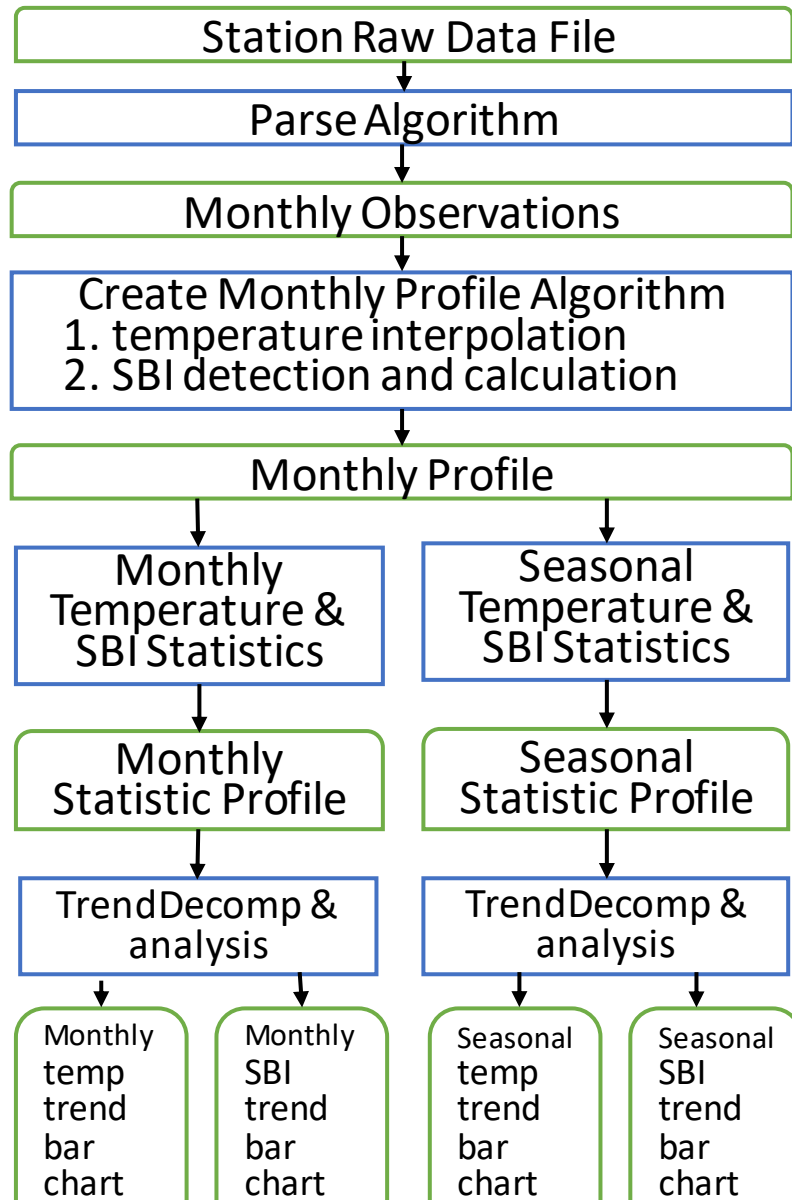 Station Raw Data File
Parse Algorithm
Monthly Observations
Create Monthly Profile Algorithm
1. temperature interpolation
2. SBI detection and calculation
Monthly Profile
Monthly
Temperature &
SBI Statistics
Seasonal
Temperature &
SBI Statistics
Monthly
Statistic Profile
Seasonal
Statistic Profile
TrendDecomp &
analysis
TrendDecomp &
analysis
Monthly
temp
trend
bar
chart
Monthly
SBI
trend
bar
chart
Seasonal
temp
trend
bar
chart
Seasonal
SBI
trend
bar
chart